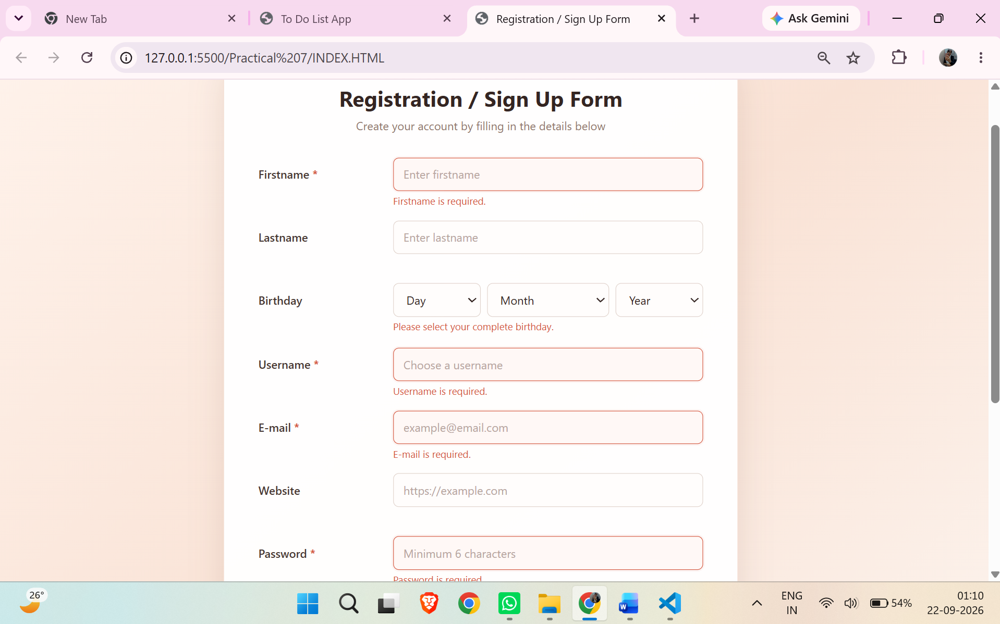 New Tab
To Do List App
Registration / Sign Up Form
Ask Gemini
127.0.0.1:5500/Practical%207/INDEX.HTML
Registration / Sign Up Form
Create your account by filling in the details below
Firstname *
Enter firstname
Firstname is required.
Lastname
Enter lastname
Birthday
Day
Month
Year
Please select your complete birthday.
Username *
Choose a username
Username is required.
E-mail *
example@email.com
E-mail is required.
Website
https://example.com
Password *
Minimum 6 characters
Password is required.
26°
W
ENG
IN
54%
01:10
22-09-2026